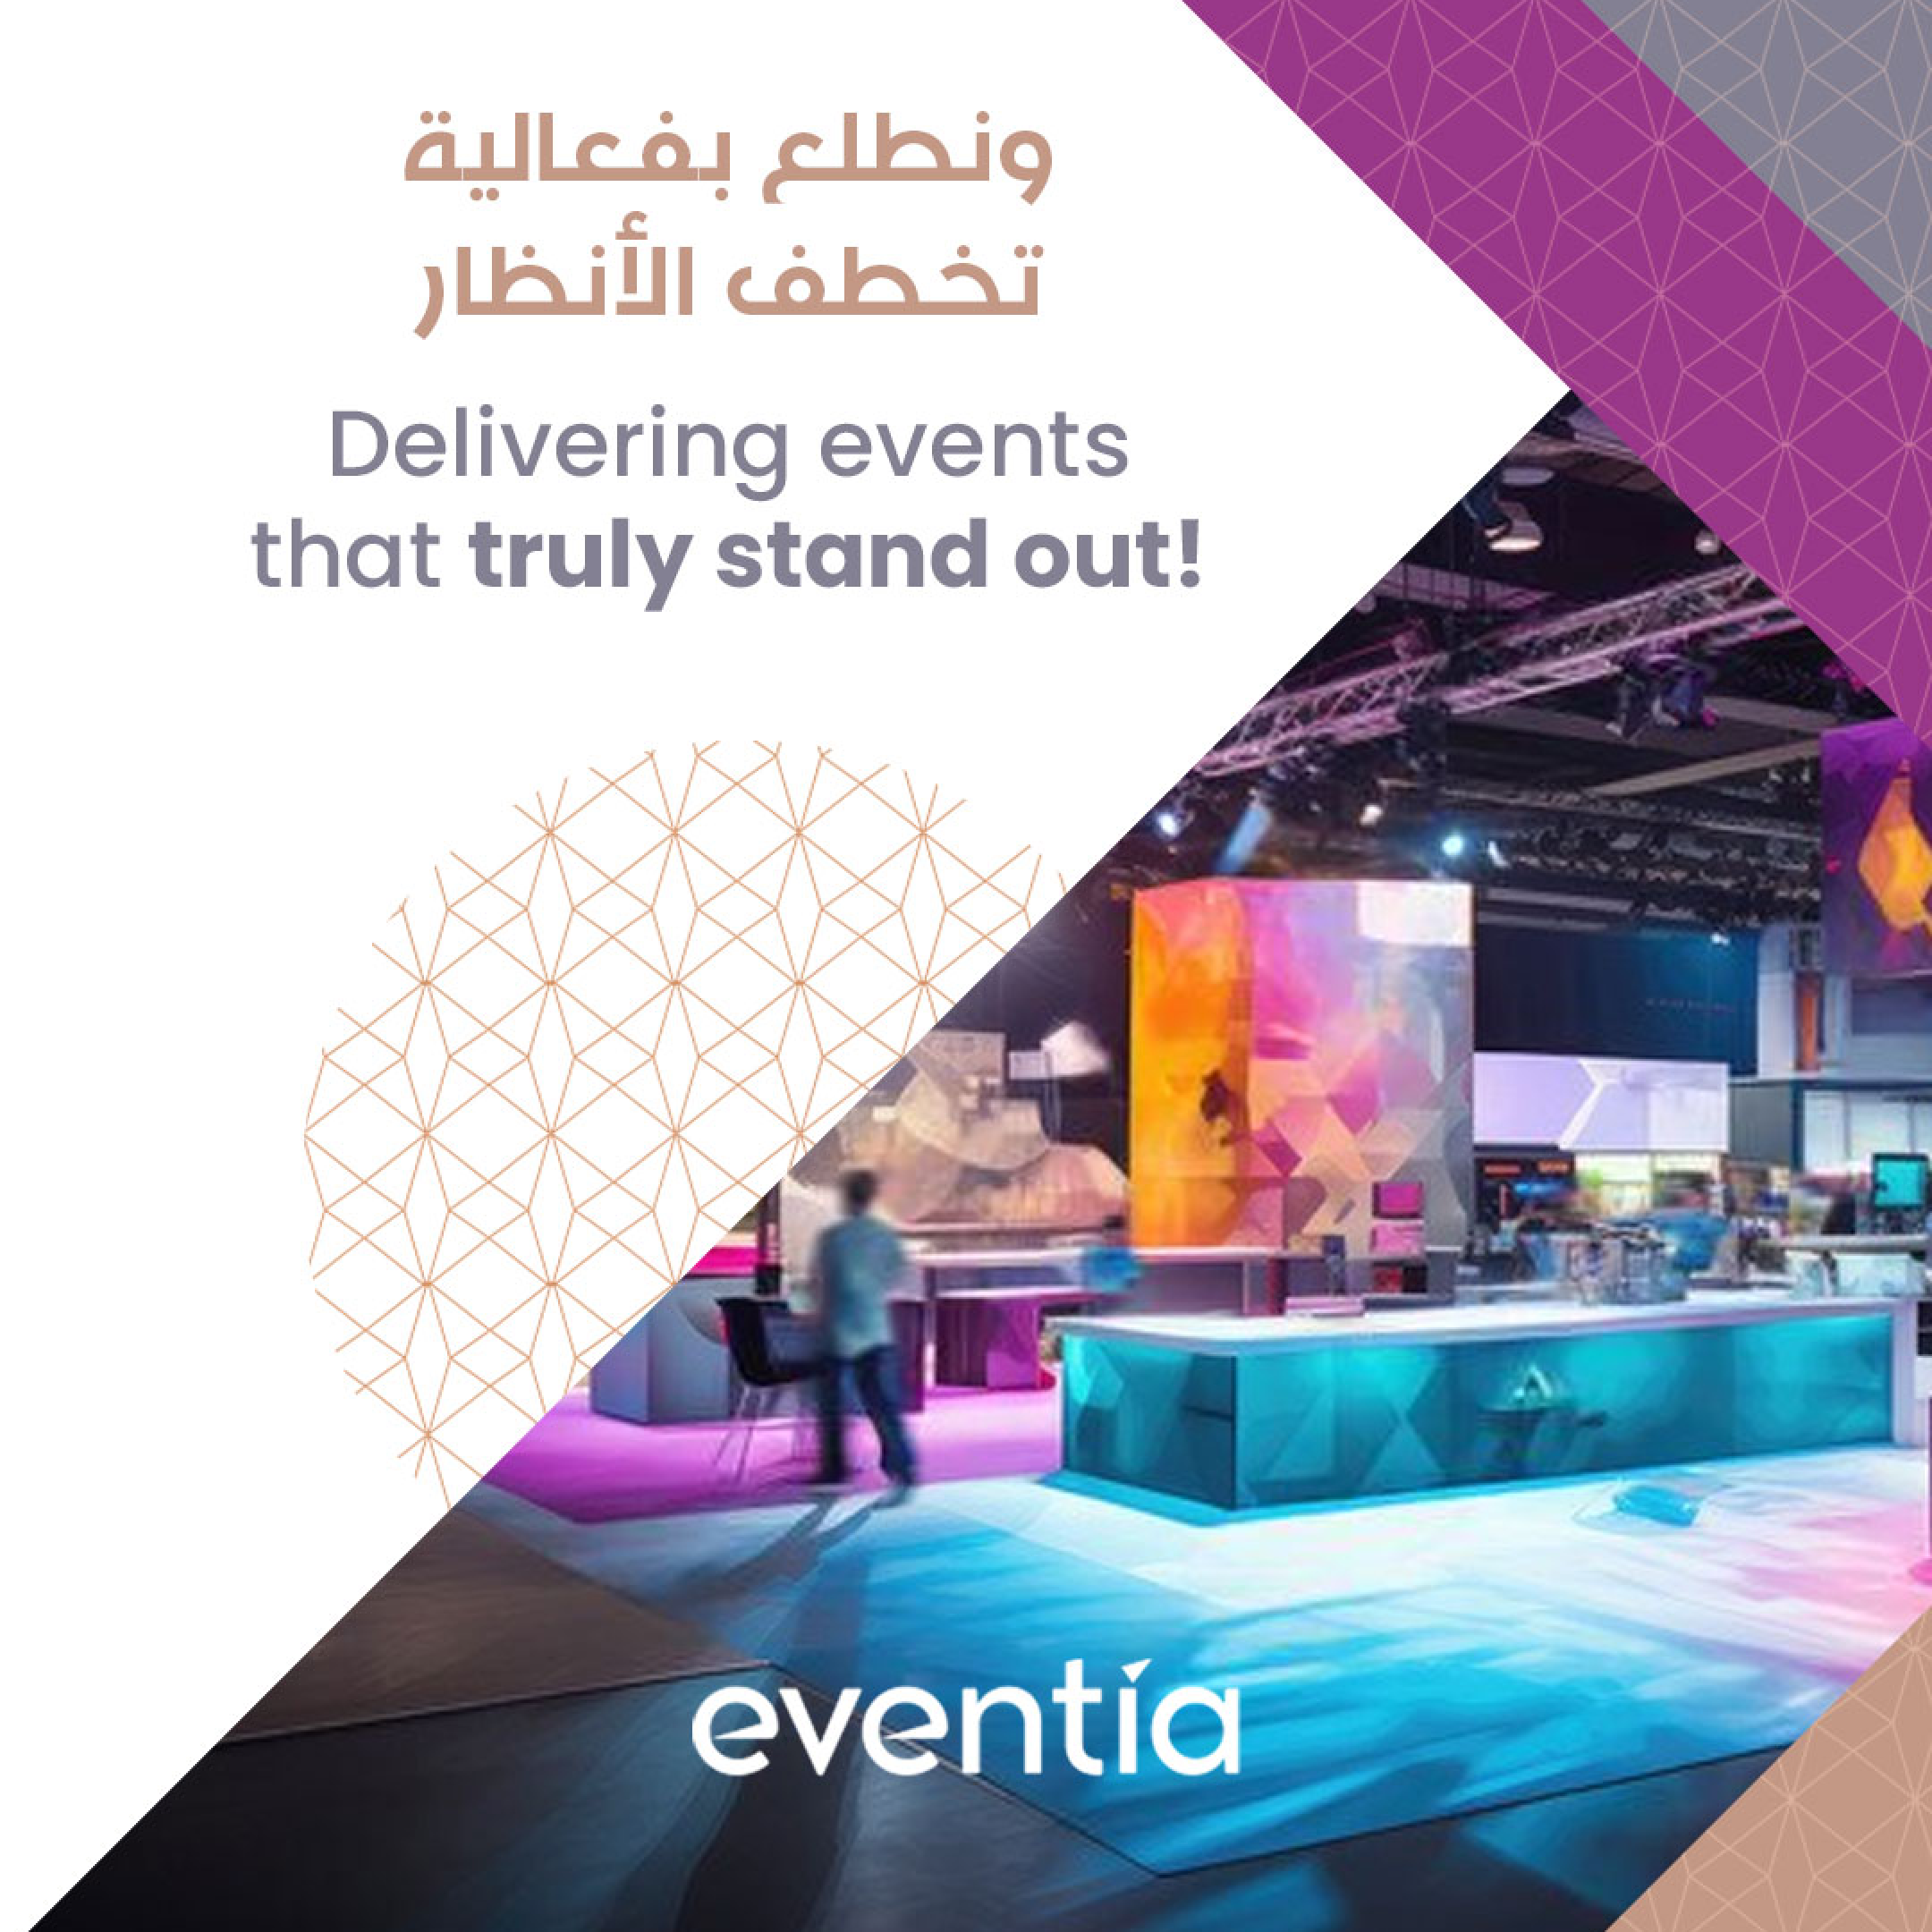 ونطلع بفعالية
تخطف الأنظار
Delivering events
that truly stand out!
eventia